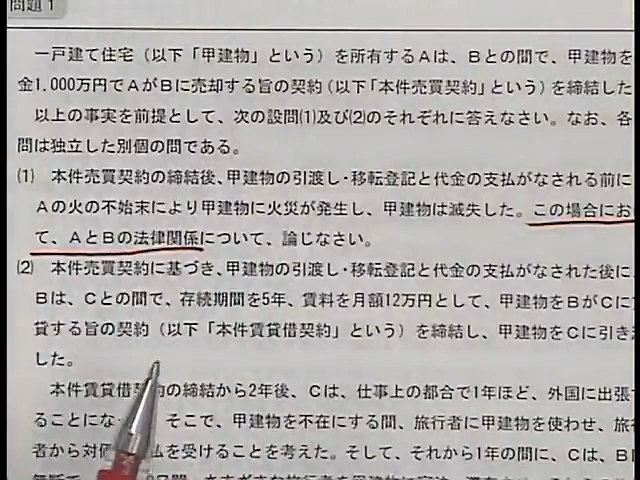 問題1
一戸建て住宅（以下「甲建物」という）を所有するAは、Bとの間で、甲建物を
金1,000万円でAがBに売却する旨の契約（以下「本件売買契約」という）を締結した
以上の事実を前提として、次の設問(1)及び(2)のそれぞれに答えなさい。なお、各
問は独立した別個の問である。
(1) 本件売買契約の締結後、甲建物の引渡し・移転登記と代金の支払がなされる前に
Aの火の不始末により甲建物に火災が発生し、甲建物は滅失した。この場合にお
て、AとBの法律関係について、論じなさい。
(2) 本件売買契約に基づき、甲建物の引渡し・移転登記と代金の支払がなされた後に
Bは、Cとの間で、存続期間を5年、賃料を月額12万円として、甲建物をBがCに
貸する旨の契約（以下「本件賃貸借契約」という）を締結し、甲建物をCに引き
した。
本件賃貸借契約の締結から2年後、Cは、仕事上の都合で1年ほど、外国に出張
ることにな そこで、甲建物を不在にする間、旅行者に甲建物を使わせ、旅
者から対価 払を受けることを考えた。そして、それから1年の間に、Cは、B